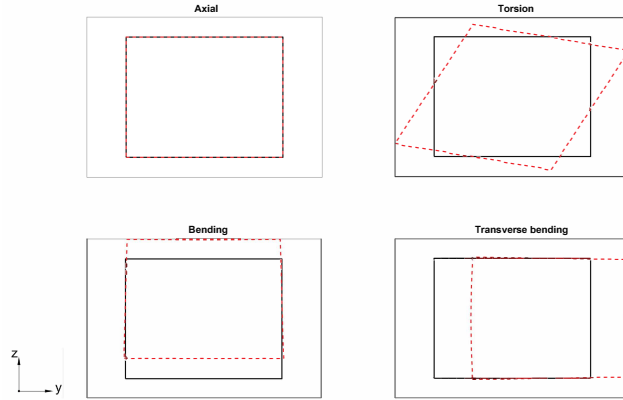 Axial
Torsion
Bending
Transverse bending
z
y